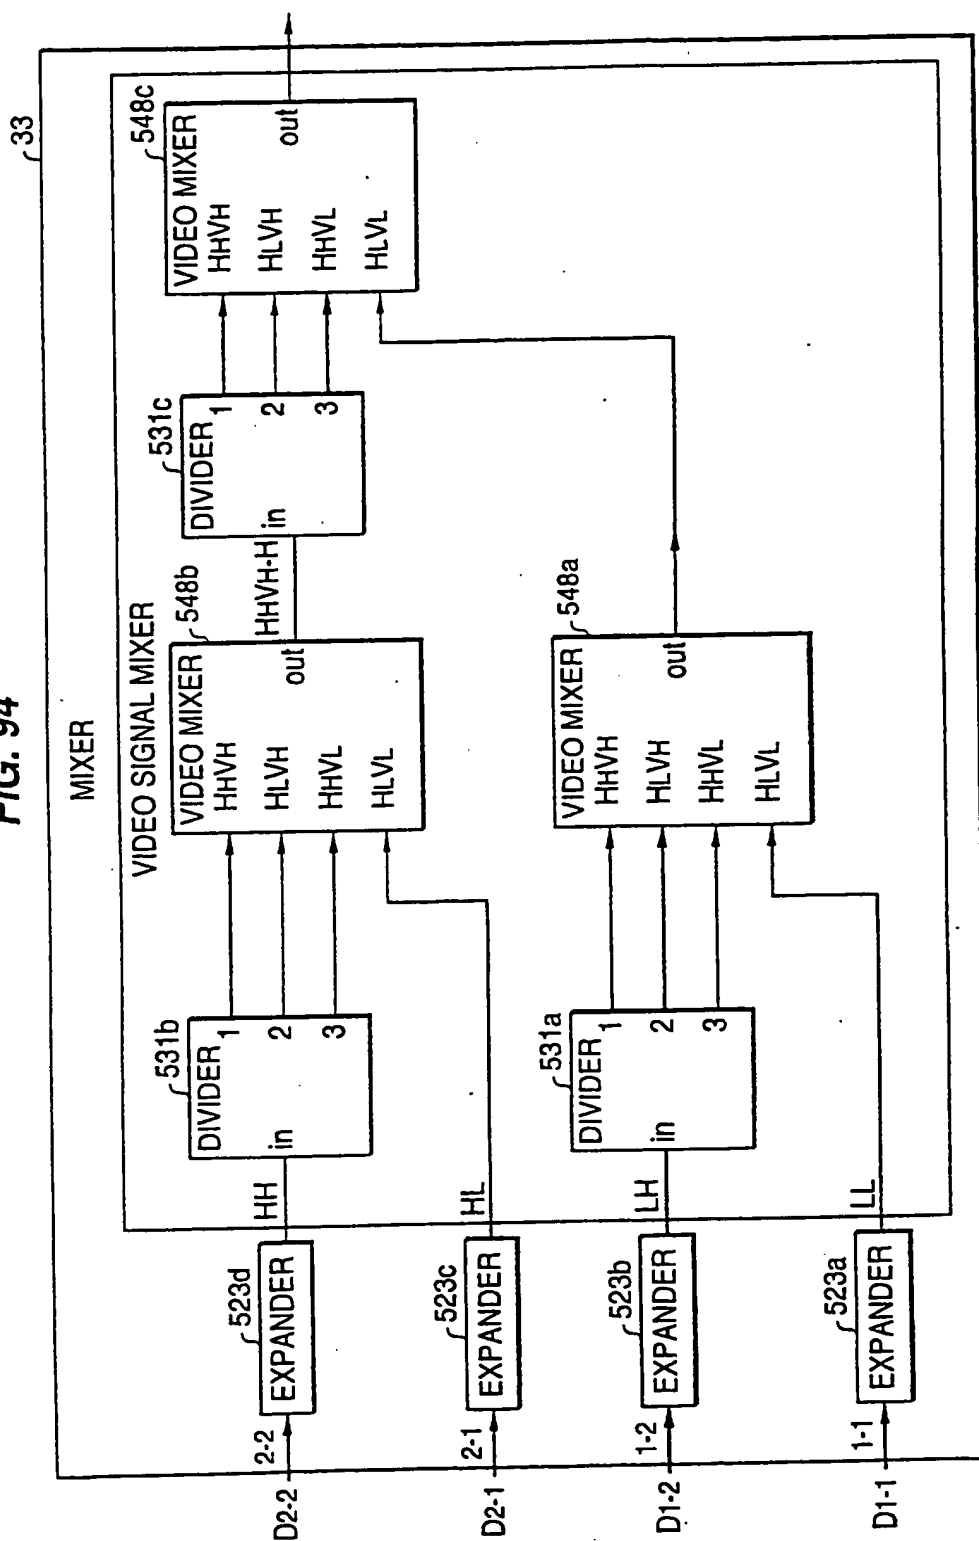 FIG. 94
33
MIXER
VIDEO SIGNAL MIXER
D2-2
2-2
523d
EXPANDER
HH
531b
DIVIDER
in
1
2
3
548b
VIDEO MIXER
HHVH
HLVH
HHVL
HLVL
out
HHVH-H
531c
DIVIDER
in
1
2
3
548c
VIDEO MIXER
HHVH
HLVH
HHVL
HLVL
out
D2-1
2-1
523c
EXPANDER
HL
D1-2
1-2
523b
EXPANDER
LH
531a
DIVIDER
in
1
2
3
548a
VIDEO MIXER
HHVH
HLVH
HHVL
HLVL
out
D1-1
1-1
523a
EXPANDER
LL